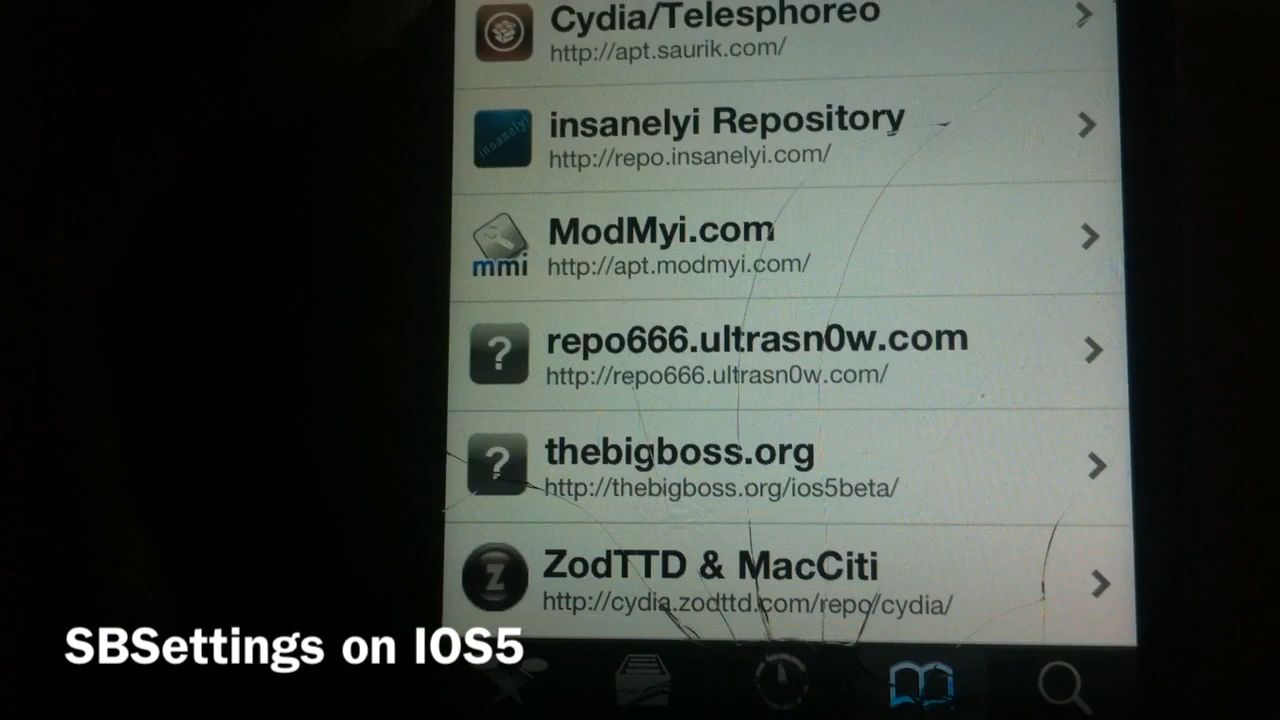 Cydia/Telesphoreo
http://apt.saurik.com/
insanelyi
insanelyi Repository
http://repo.insanelyi.com/
ModMyi.com
mmi
http://apt.modmyi.com/
?
repo666.ultrasn0w.com
http://repo666.ultrasn0w.com/
?
thebigboss.org
http://thebigboss.org/ios5beta/
Z
ZodTTD & MacCiti
http://cydia.zodttd.com/repo/cydia/
SBSettings on IOS5